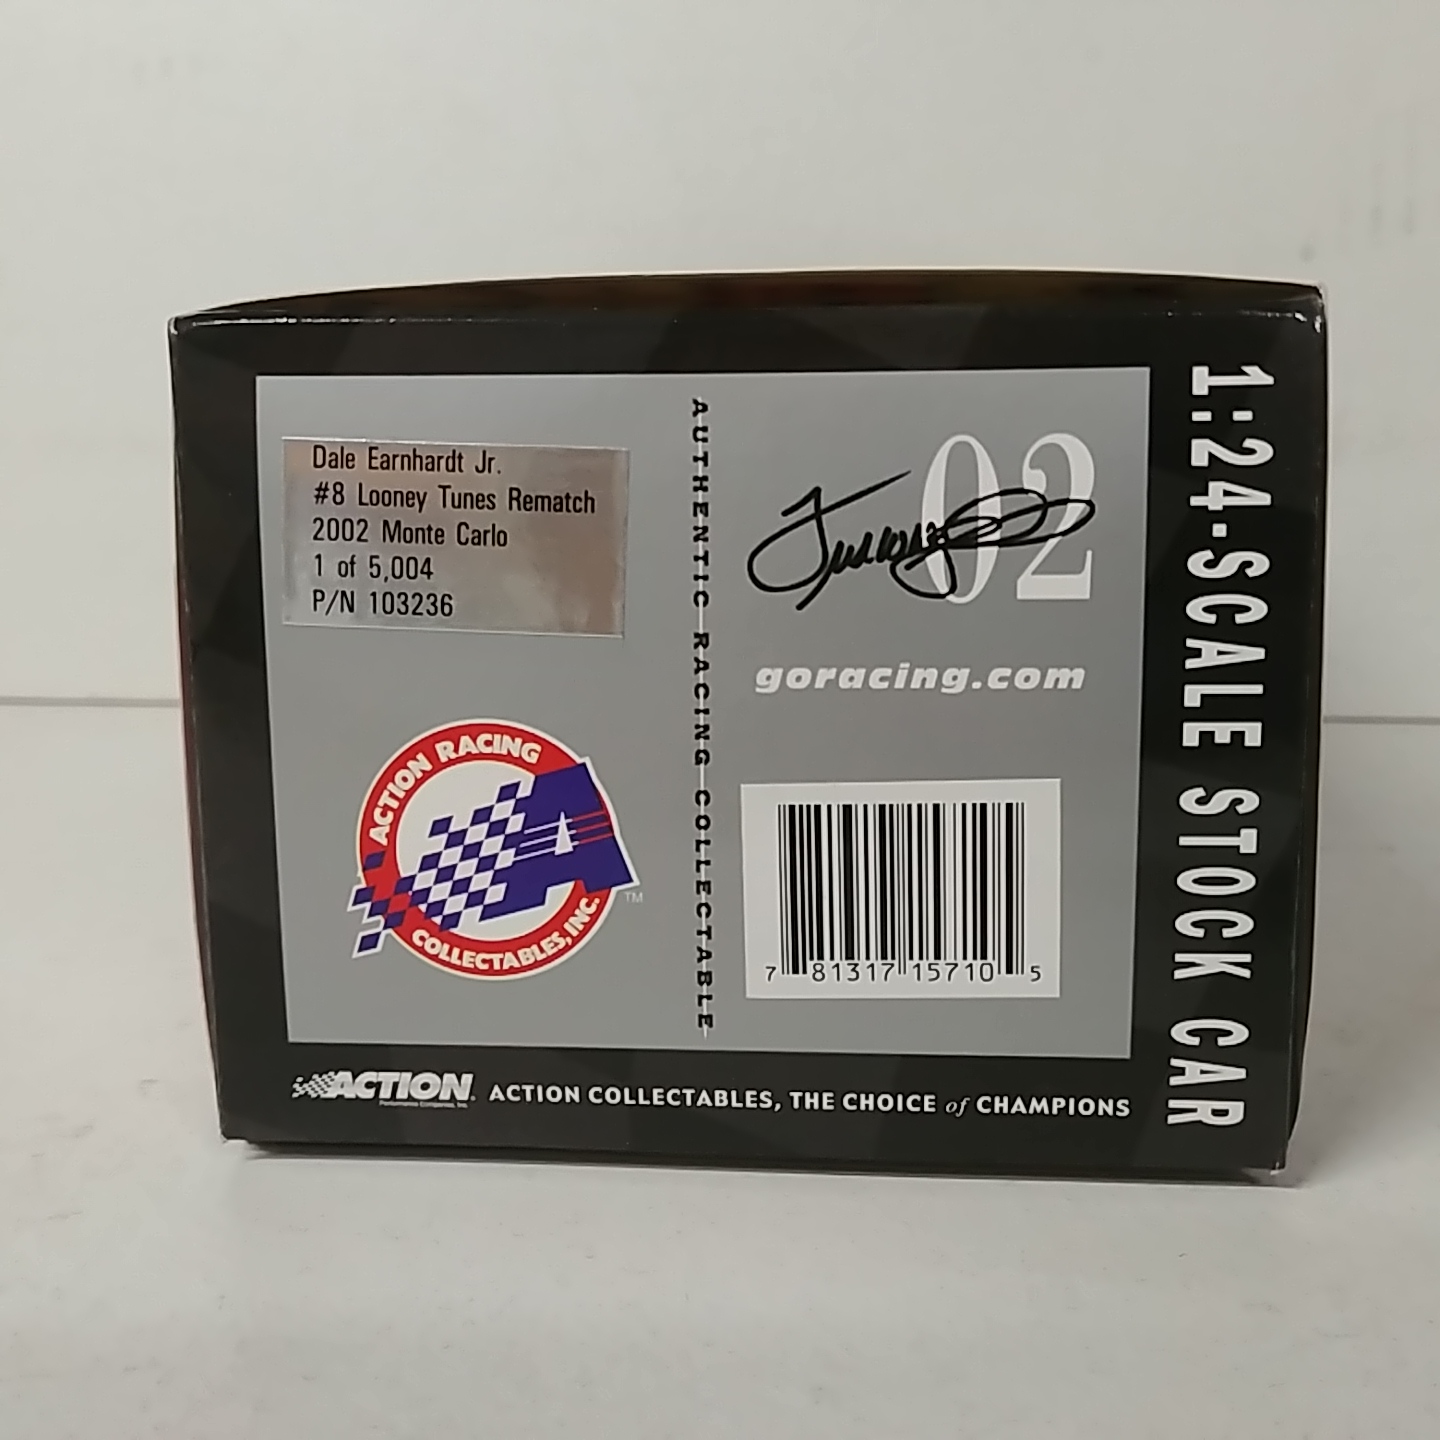 Dale Earnhardt Jr.
#8 Looney Tunes Rematch
2002 Monte Carlo
1 of 5,004
P/N 103236
ACTION RACING
COLLECTABLES, INC.
TM
AUTHENTIC RACING COLLECTABLE
02
goracing.com
7 81317 15710 5
1:24-SCALE STOCK CAR
ACTION
ACTION COLLECTABLES, THE CHOICE of CHAMPIONS